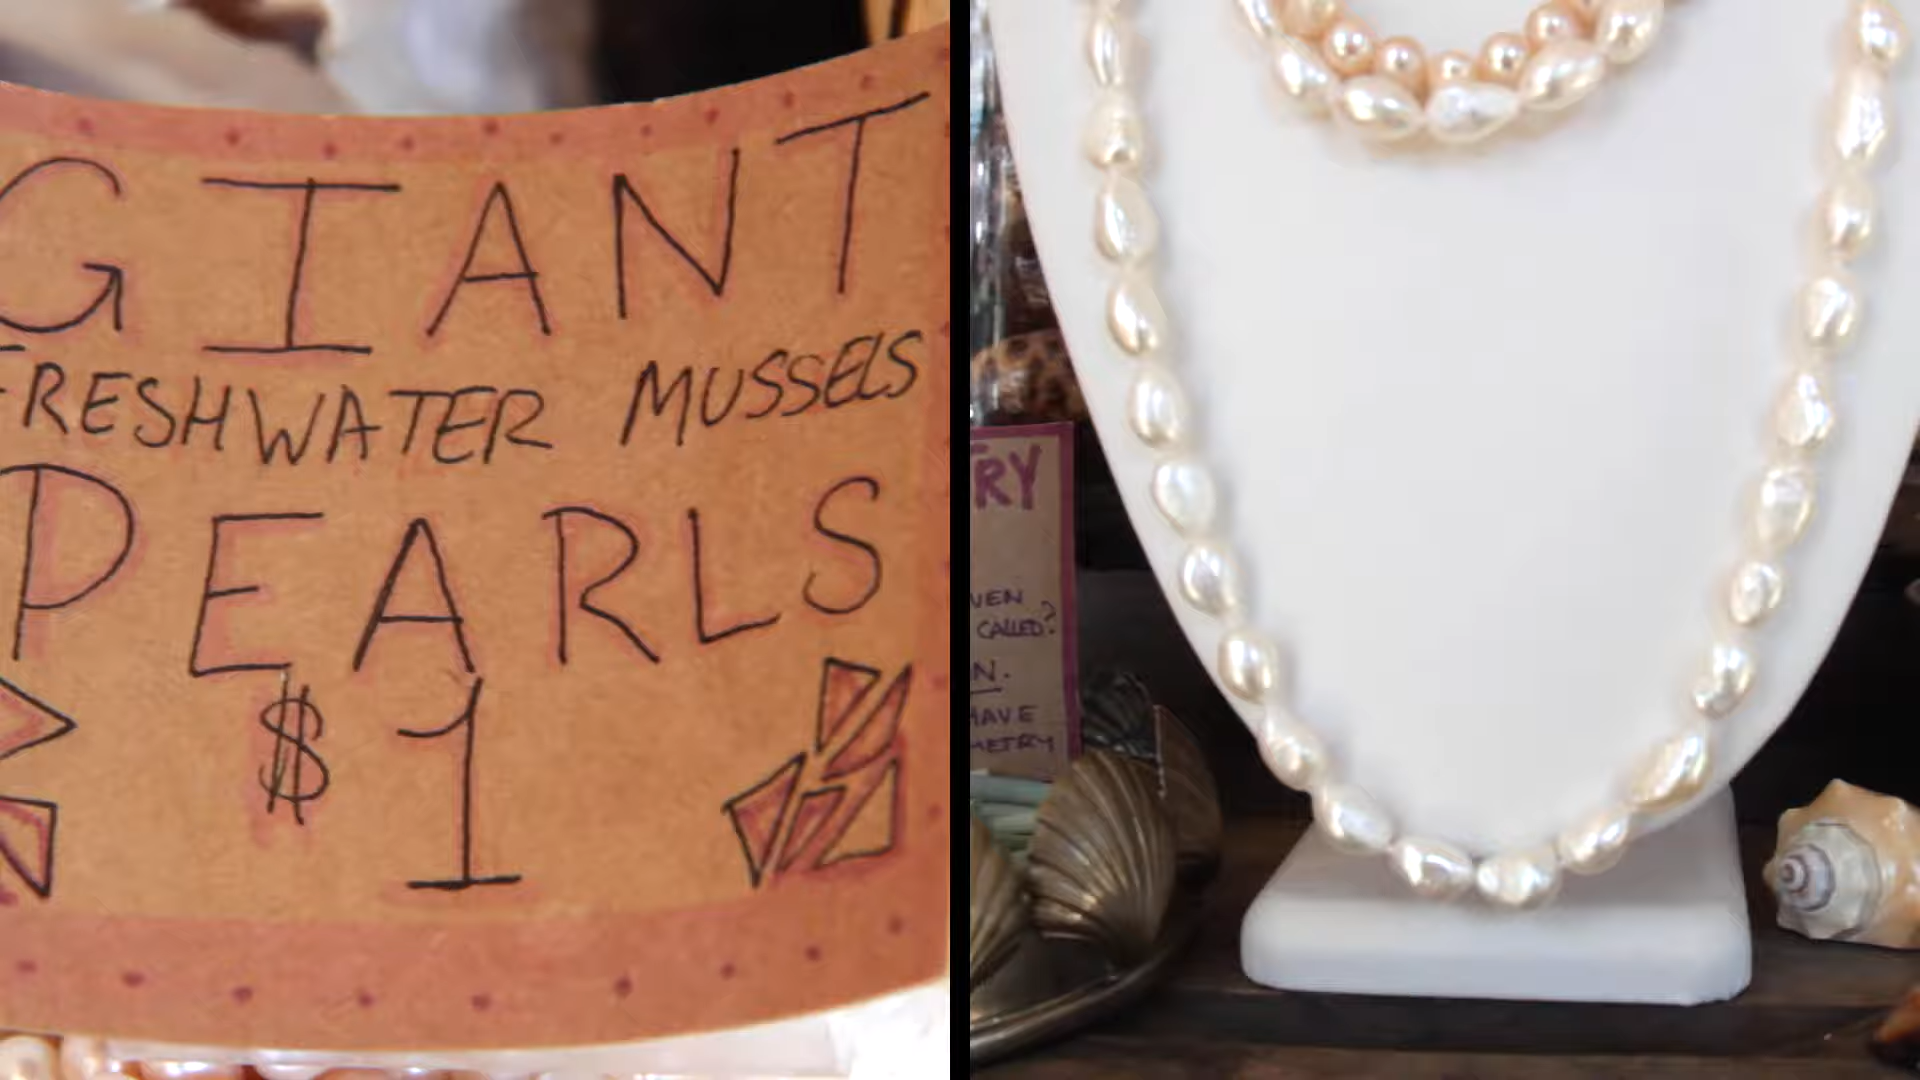 GIANT
FRESHWATER MUSSELS
PEARLS
$1
RY
VEN
CALLED?
N.
HAVE
METRY